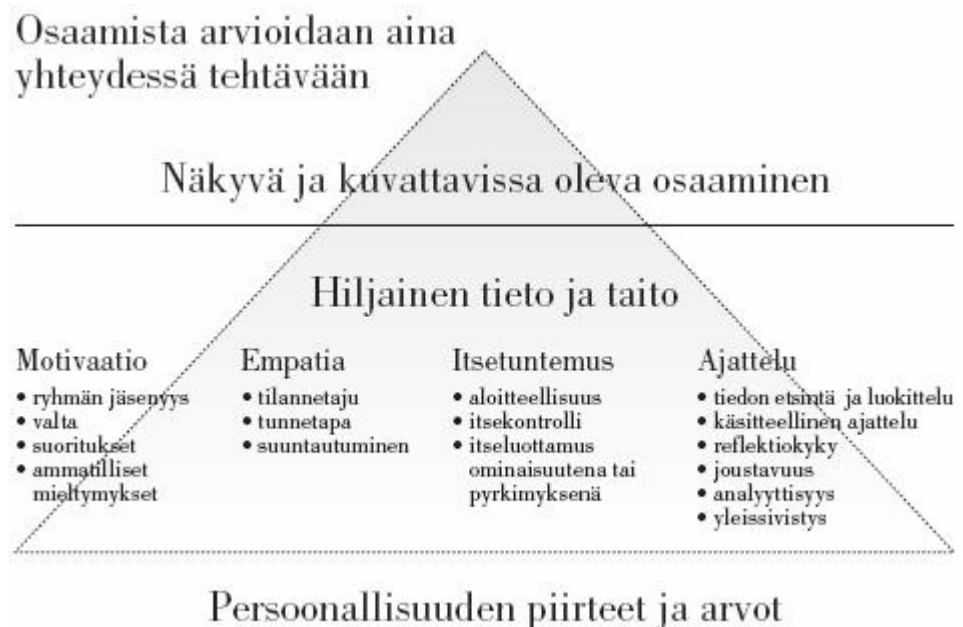 Osaamista arvioidaan aina
yhteydessä tehtävään
Näkyvä ja kuvattavissa oleva osaaminen
Hiljainen tieto ja taito
Motivaatio
• ryhmän jäsenyys
• valta
• suoritukset
• ammatilliset
mieltymykset
Empatia
• tilannetaju
• tunnetapa
• suuntautuminen
Itsetuntemus
• aloitteellisuus
• itsekontrolli
• itseluottamus
ominaisuutena tai
pyrkimyksenä
Ajattelu
• tiedon etsintä ja luokittelu
• käsitteellinen ajattelu
• reflektiokyky
• joustavuus
• analyyttisyys
• yleissivistys
Persoonallisuuden piirteet ja arvot